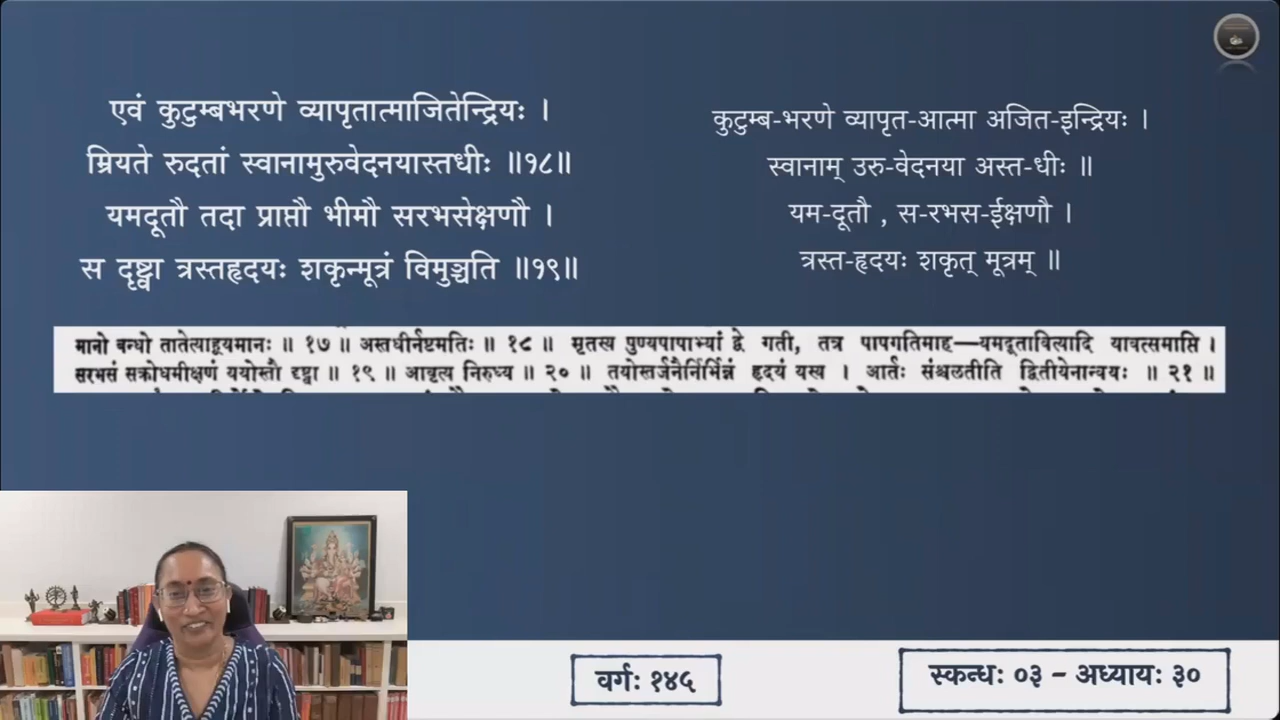 एवं कुटुम्बभरणे व्यापृतात्माजितेन्द्रियः ।
म्रियते रुदतां स्वानामुरुवेदनयास्तधीः ॥१८॥
यमदूतौ तदा प्राप्तौ भीमौ सरभसेक्षणौ ।
स दृष्ट्वा त्रस्तहृदयः शकृन्मूत्रं विमुञ्चति ॥१९॥
कुटुम्ब-भरणे व्यापृत-आत्मा अजित-इन्द्रियः ।
स्वानाम् उरु-वेदनया अस्त-धीः ॥
यम-दूतौ , स-रभस-ईक्षणौ ।
त्रस्त-हृदयः शकृत् मूत्रम् ॥
मानो बन्धो तातेत्याहूयमानः ॥ १७ ॥ अस्तधीर्नष्टमतिः ॥ १८ ॥ मृतस्य पुण्यपापाभ्यां द्वे गती, तत्र पापगतिमाह—यमदूतावित्यादि यावत्समाप्ति ।
सरभसं सक्रोधमीक्षणं ययोस्तौ दृष्ट्वा ॥ १९ ॥ आवृत्य निरुध्य ॥ २० ॥ तयोस्तर्जनैर्निर्भिन्नं हृदयं यस्य । आर्तः संश्चलतीति द्वितीयेनान्वयः ॥ २१ ॥
वर्गः १४५
स्कन्धः ०३ - अध्यायः ३०